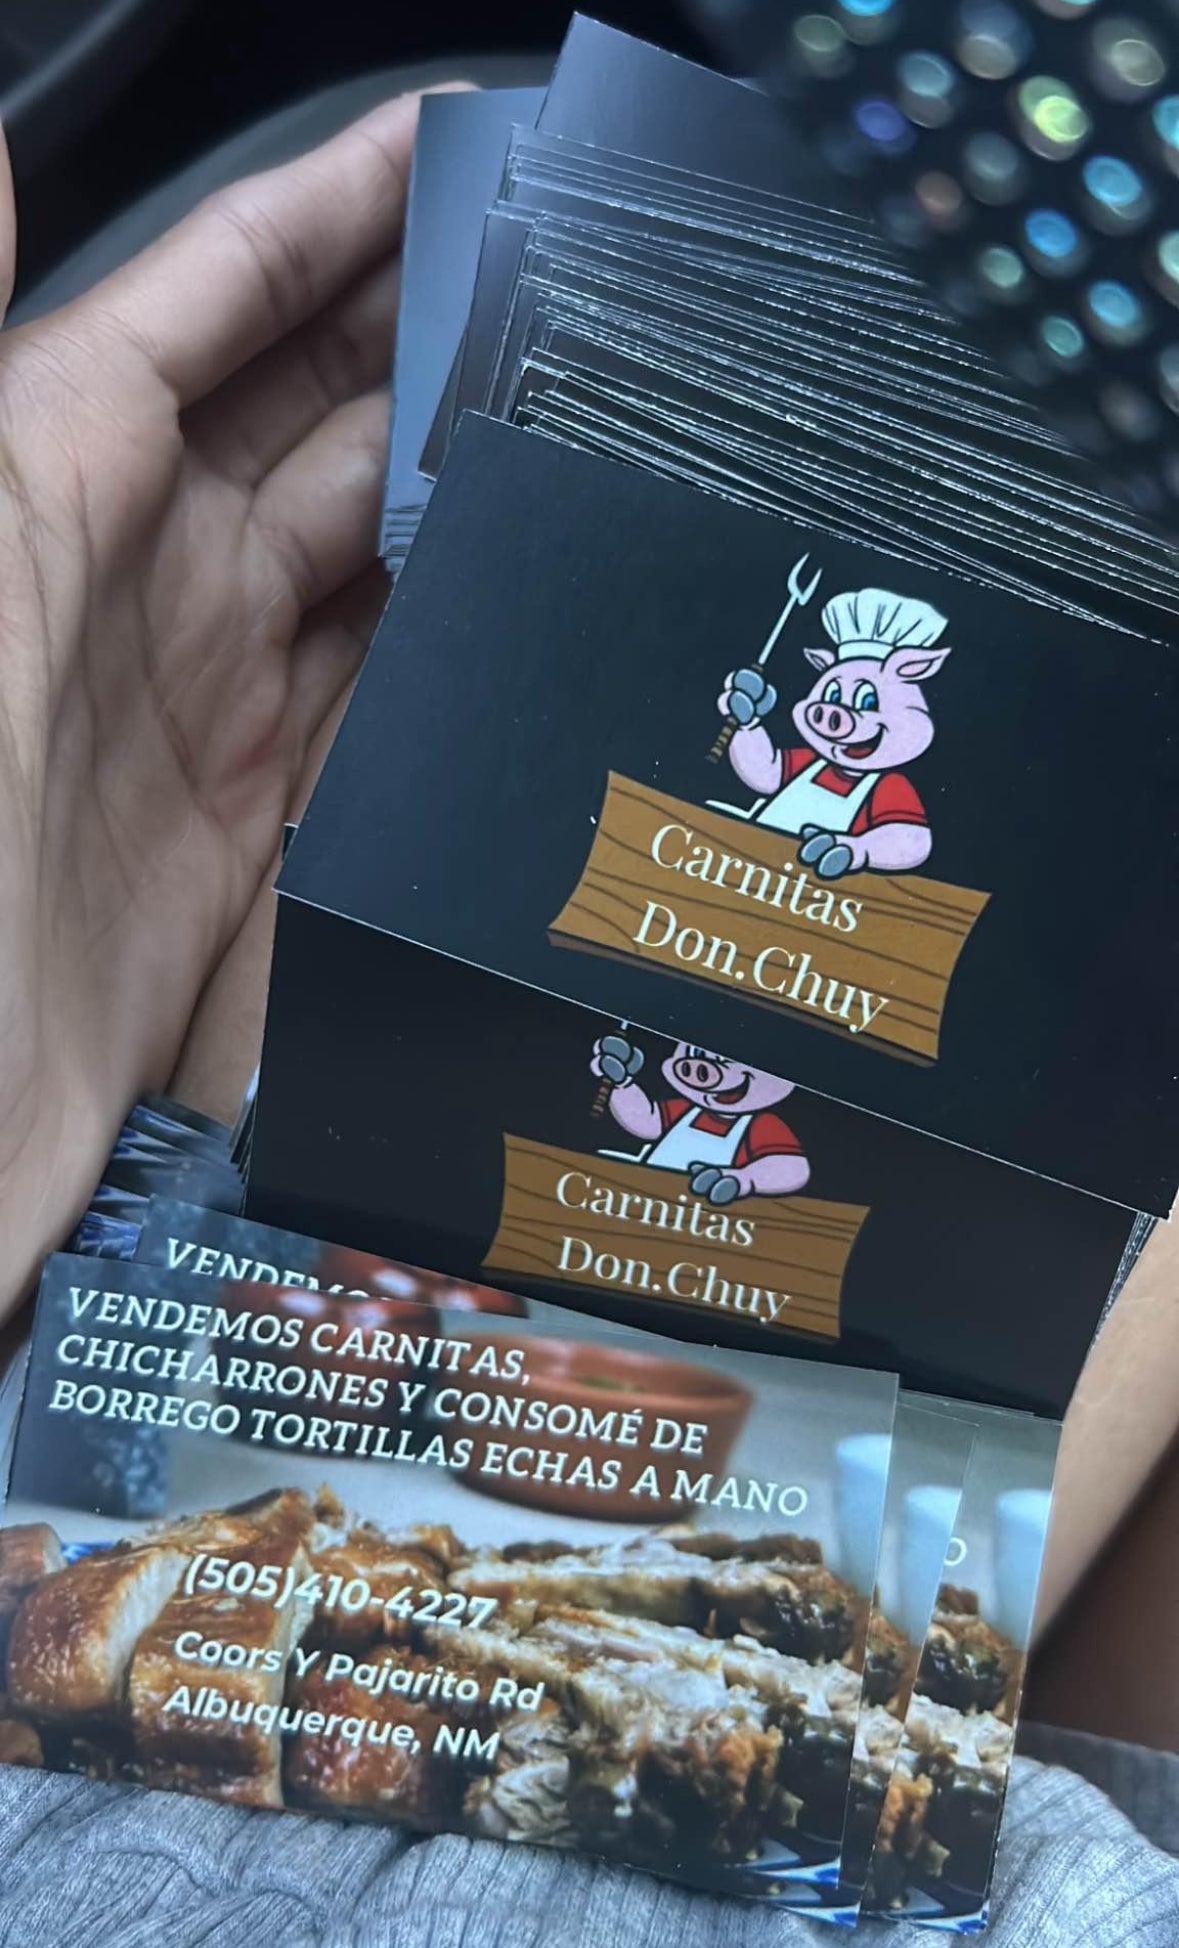 Carnitas
Don.Chuy
Carnitas
Don.Chuy
VENDEMOS CARNITAS,
CHICHARRONES Y CONSOMÉ DE
BORREGO TORTILLAS ECHAS A MANO
(505)410-4227
Coors Y Pajarito Rd
Albuquerque, NM